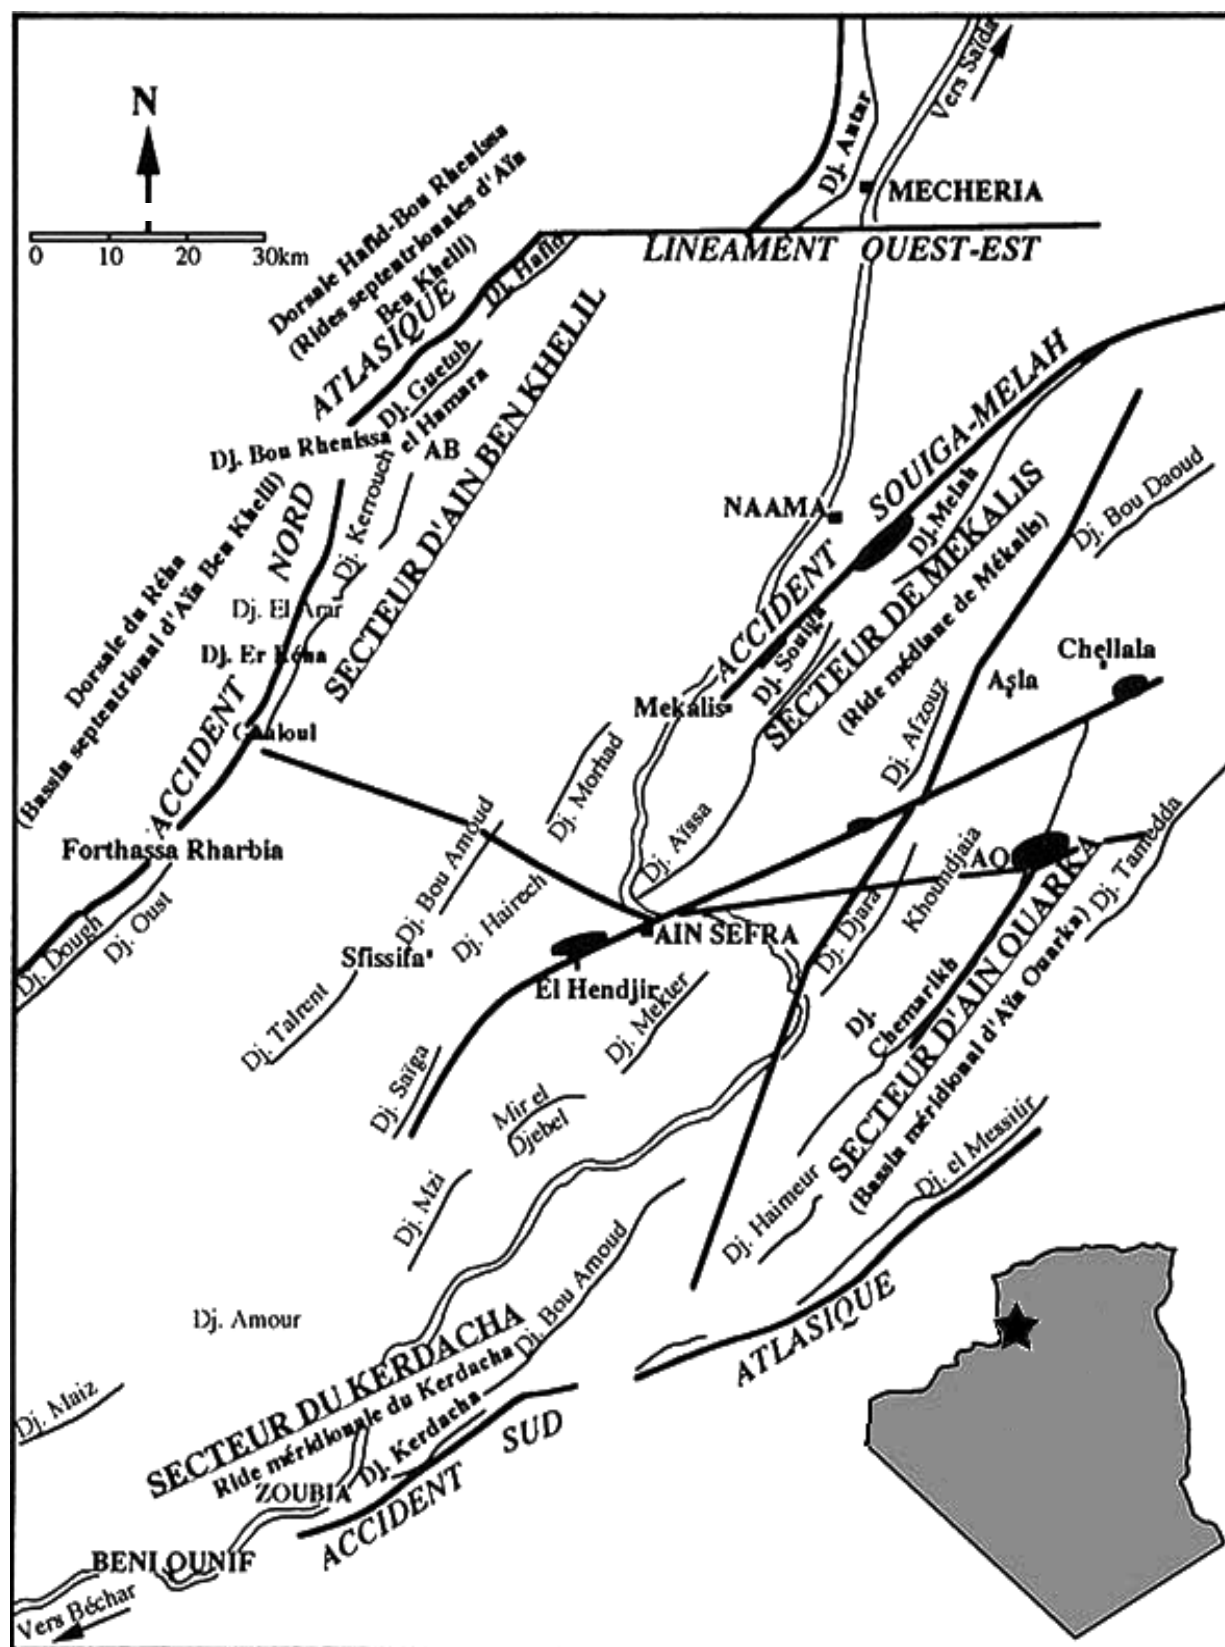 N
0 10 20 30km
Vers Saïda
Dj. Antar
MECHERIA
LINEAMENT OUEST-EST
Dorsale Hafid-Bou Rhenissa
(Rides septentrionales d'Aïn
Ben Khelil)
Dj. Hafid
ACCIDENT NORD ATLASIQUE
Dj. Guetob
el Hamara
Dj. Bou Rhenissa
AB
Dj. Kerrouch
SECTEUR D'AIN BEN KHELIL
Dorsale du Réha
(Bassin septentrional d'Aïn Ben Khelil)
Dj. El Arar
Dj. Er Réha
Gaaloul
Forthassa Rharbia
Dj. Dough
Dj. Oust
NAAMA
ACCIDENT SOUIGA-MELAH
Dj. Melah
Dj. Souiga
SECTEUR DE MEKALIS
(Ride médiane de Mékalis)
Dj. Bou Daoud
Chellala
Asla
Mekalis
Dj. Afzouz
Dj. Morhad
Dj. Aïssa
Dj. Bou Amoud
Dj. Hairech
Sfissifa
AIN SEFRA
El Hendjir
Dj. Talrent
Dj. Mekter
Dj. Saïga
Mir el
Djebel
Dj. Mzi
Khoundjaia
AO
Dj. Tamedda
Dj. Djara
Dj.
Chemarikh
SECTEUR D'AIN OUARKA
(Bassin méridional d'Aïn Ouarka)
Dj. el Messitir
Dj. Haimeur
Dj. Bou Amoud
Dj. Amour
Dj. Maiz
SECTEUR DU KERDACHA
Ride méridionale du Kerdacha
Dj. Kerdacha
ACCIDENT SUD ATLASIQUE
ZOUBIA
BENI OUNIF
Vers Béchar